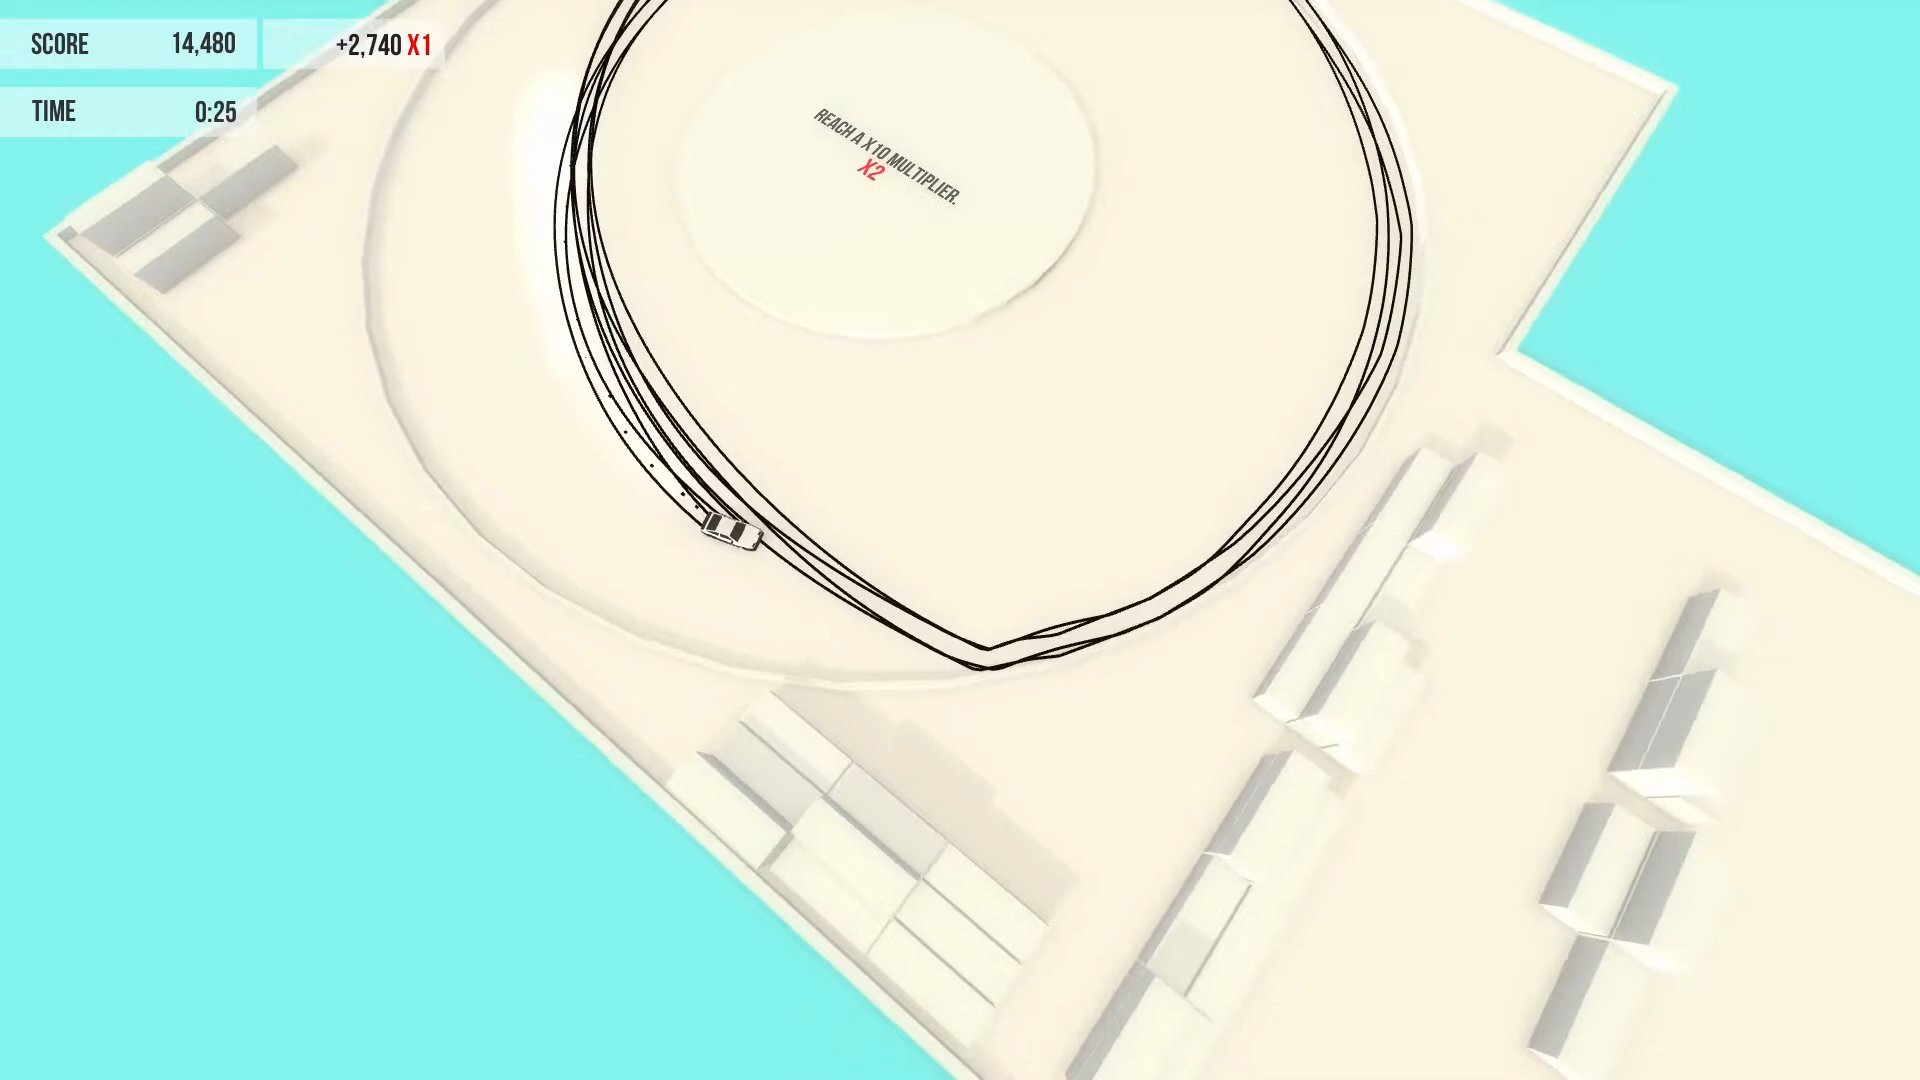 SCORE 14,480 +2,740 X1
TIME 0:25
REACH A X10 MULTIPLIER.
X2